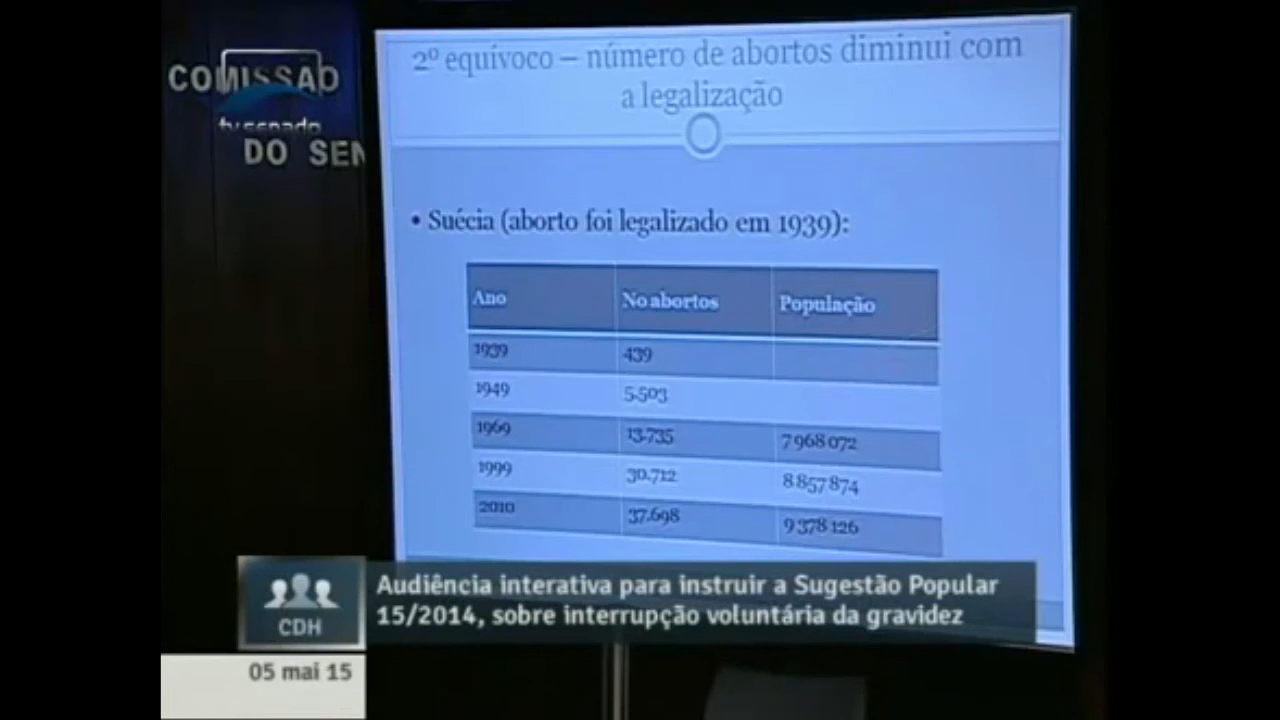 COMISSÃO
tv senado
DO SEN
2º equívoco – número de abortos diminui com
a legalização
• Suécia (aborto foi legalizado em 1939):
Ano No abortos População
1939 439
1949 5.503
1969 13.735 7 968 072
1999 30.712 8 857 874
2010 37.698 9 378 126
CDH
Audiência interativa para instruir a Sugestão Popular
15/2014, sobre interrupção voluntária da gravidez
05 mai 15